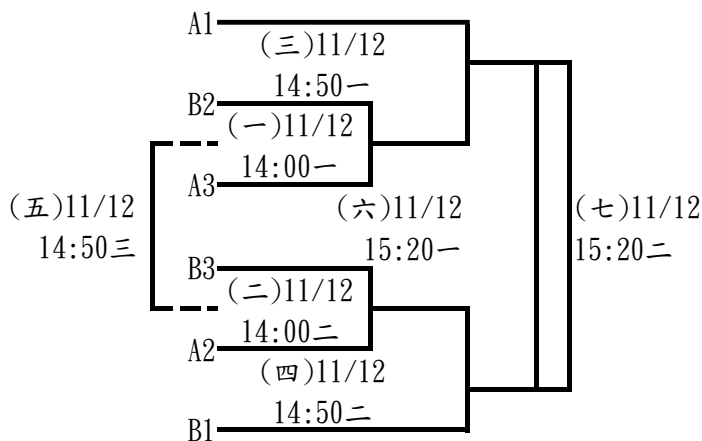 A1
(三)11/12
14:50一
B2
(一)11/12
14:00一
A3
(五)11/12
14:50三
(六)11/12
15:20一
(七)11/12
15:20二
B3
(二)11/12
14:00二
A2
(四)11/12
14:50二
B1